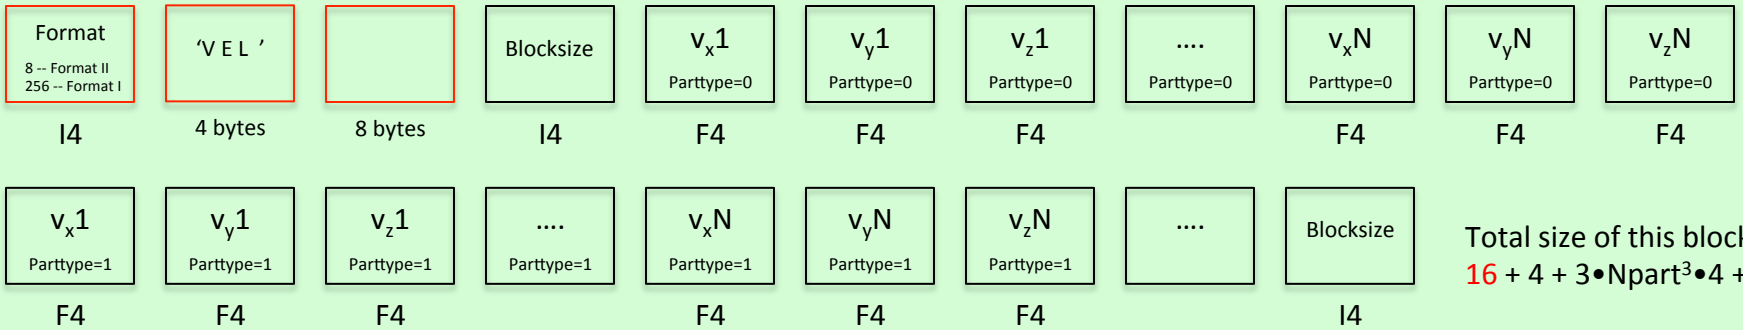 Format
8 -- Format II
256 -- Format I
‘V E L ’
Blocksize
vx1
Parttype=0
vy1
Parttype=0
vz1
Parttype=0
....
Parttype=0
vxN
Parttype=0
vyN
Parttype=0
vzN
Parttype=0
I4
4 bytes
8 bytes
I4
F4
F4
F4
F4
F4
F4
vx1
Parttype=1
vy1
Parttype=1
vz1
Parttype=1
....
Parttype=1
vxN
Parttype=1
vyN
Parttype=1
vzN
Parttype=1
....
Blocksize
Total size of this block
16 + 4 + 3•Npart³•4 +
F4
F4
F4
F4
F4
F4
I4